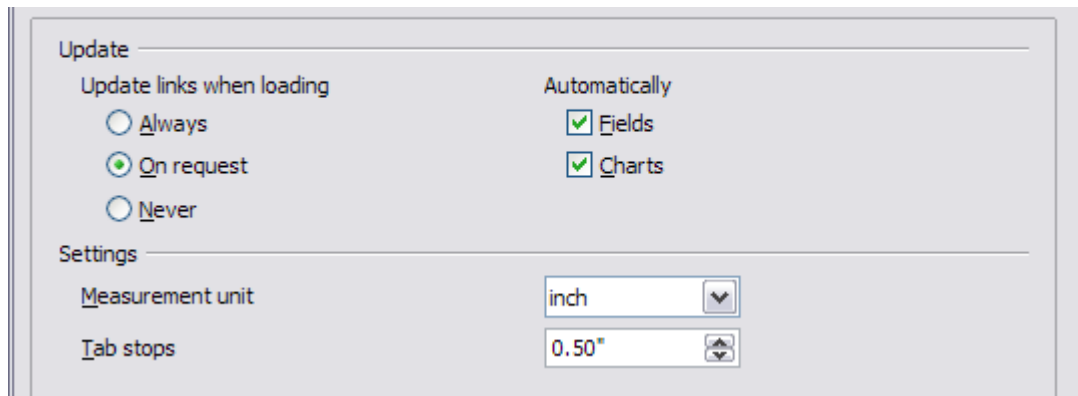 Update
Update links when loading
Automatically
Always
Fields
On request
Charts
Never
Settings
Measurement unit
inch
Tab stops
0.50"